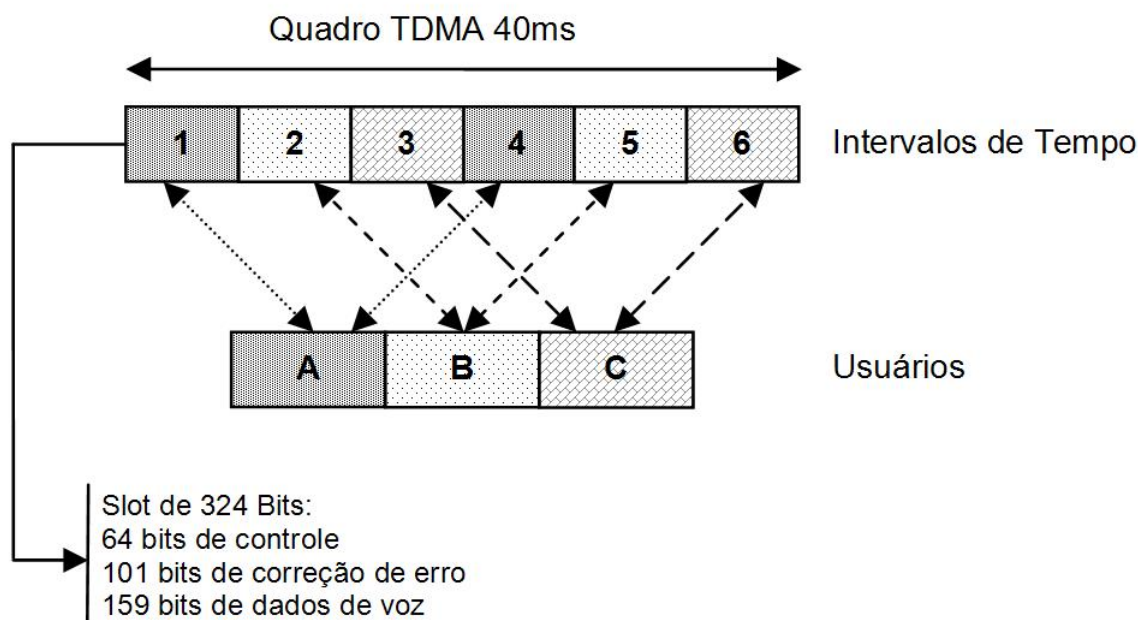 Quadro TDMA 40ms
1 2 3 4 5 6 Intervalos de Tempo
A B C Usuários
Slot de 324 Bits:
64 bits de controle
101 bits de correção de erro
159 bits de dados de voz